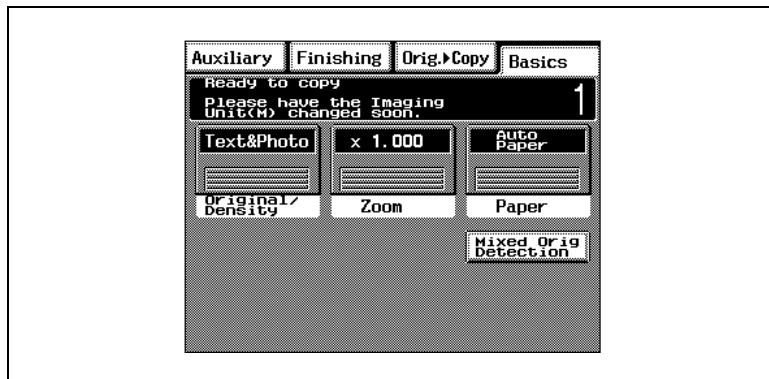 Auxiliary Finishing Orig.▸Copy Basics
Ready to copy
Please have the Imaging
Unit(M) changed soon.
1
Text&Photo x 1.000 Auto
Paper
Original/
Density Zoom Paper
Mixed Orig
Detection